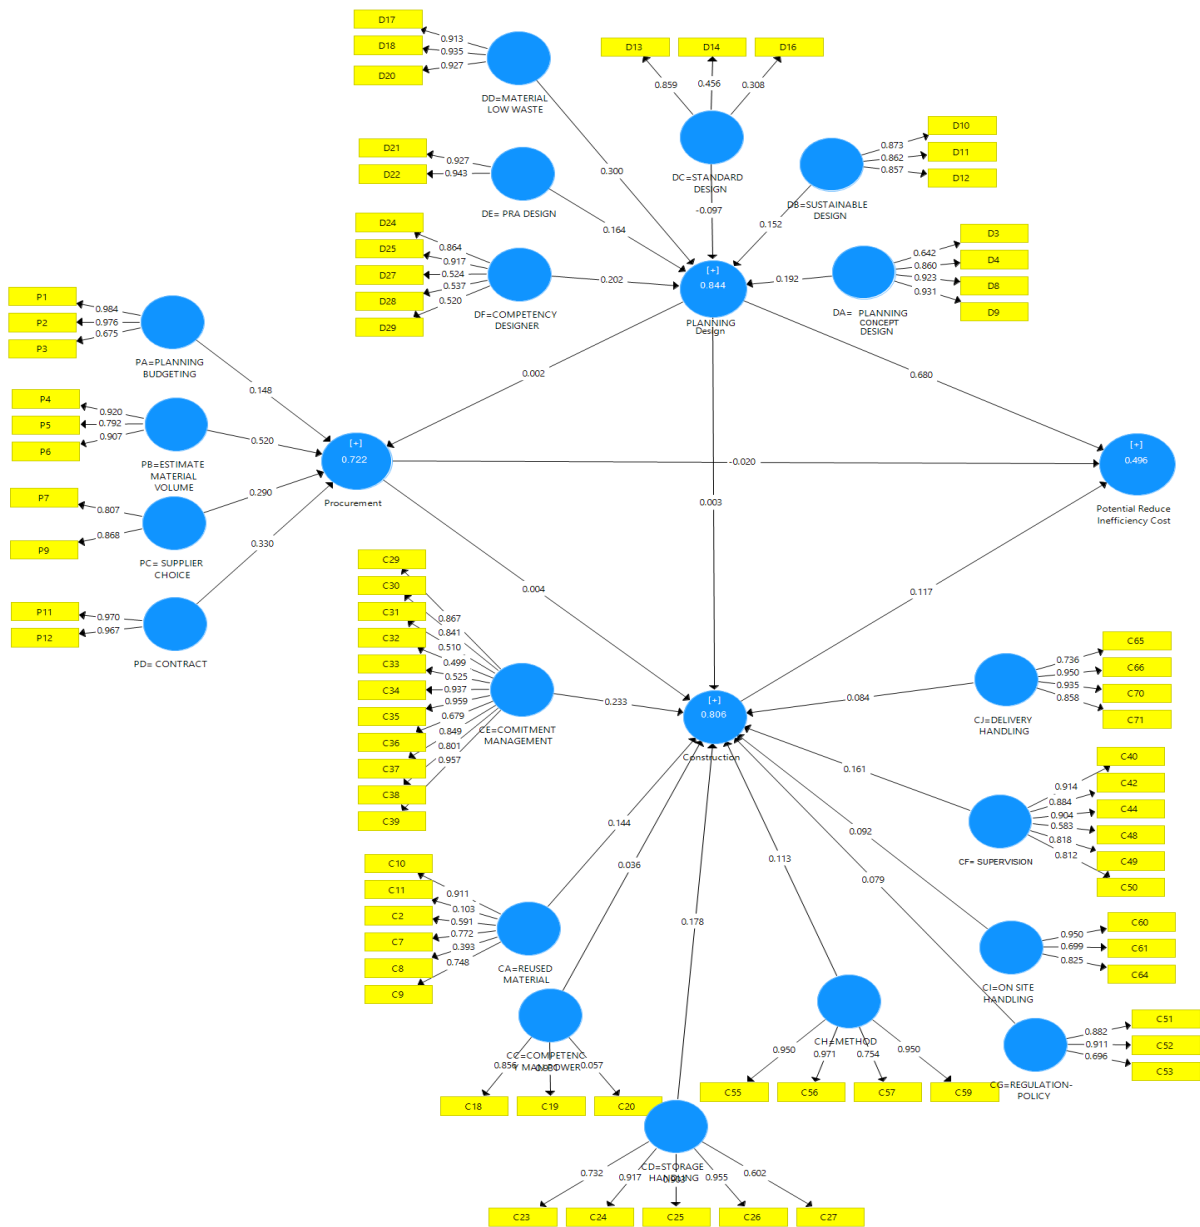 D17
D18
D20
0.913
0.935
0.927
DD=MATERIAL
LOW WASTE
D13
D14
D16
0.859
0.456
0.308
DC=STANDARD
DESIGN
-0.097
D10
D11
D12
0.873
0.862
0.857
DB=SUSTAINABLE
DESIGN
0.152
D21
D22
0.927
0.943
DE= PRA DESIGN
0.164
0.300
D24
D25
D27
D28
D29
0.864
0.917
0.524
0.537
0.520
DF=COMPETENCY
DESIGNER
0.202
D3
D4
D8
D9
0.642
0.860
0.923
0.931
DA= PLANNING
CONCEPT
DESIGN
0.192
[+]
0.844
PLANNING
Design
P1
P2
P3
0.984
0.976
0.675
PA=PLANNING
BUDGETING
0.148
P4
P5
P6
0.920
0.792
0.907
PB=ESTIMATE
MATERIAL
VOLUME
0.520
P7
P9
0.807
0.868
PC= SUPPLIER
CHOICE
0.290
P11
P12
0.970
0.967
PD= CONTRACT
0.330
[+]
0.722
Procurement
0.002
0.680
-0.020
0.003
0.004
0.117
[+]
0.496
Potential Reduce
Inefficiency Cost
C29
C30
C31
C32
C33
C34
C35
C36
C37
C38
C39
0.867
0.841
0.510
0.499
0.525
0.937
0.959
0.679
0.849
0.801
0.957
CE=COMITMENT
MANAGEMENT
0.233
[+]
0.806
Construction
C65
C66
C70
C71
0.736
0.950
0.935
0.858
CJ=DELIVERY
HANDLING
0.084
C40
C42
C44
C48
C49
C50
0.914
0.884
0.904
0.583
0.818
0.812
CF= SUPERVISION
0.161
C10
C11
C2
C7
C8
C9
0.911
0.103
0.591
0.772
0.393
0.748
CA=REUSED
MATERIAL
0.144
0.036
0.178
0.113
0.092
0.079
C60
C61
C64
0.950
0.699
0.825
CI=ON SITE
HANDLING
C51
C52
C53
0.882
0.911
0.696
CG=REGULATION-
POLICY
CC=COMPETENC
Y MANPOWER
0.856
0.057
C18
C19
C20
CH=METHOD
0.950
0.971
0.754
0.950
C55
C56
C57
C59
CD=STORAGE
HANDLING
0.732
0.917
0.955
0.602
C23
C24
C25
C26
C27